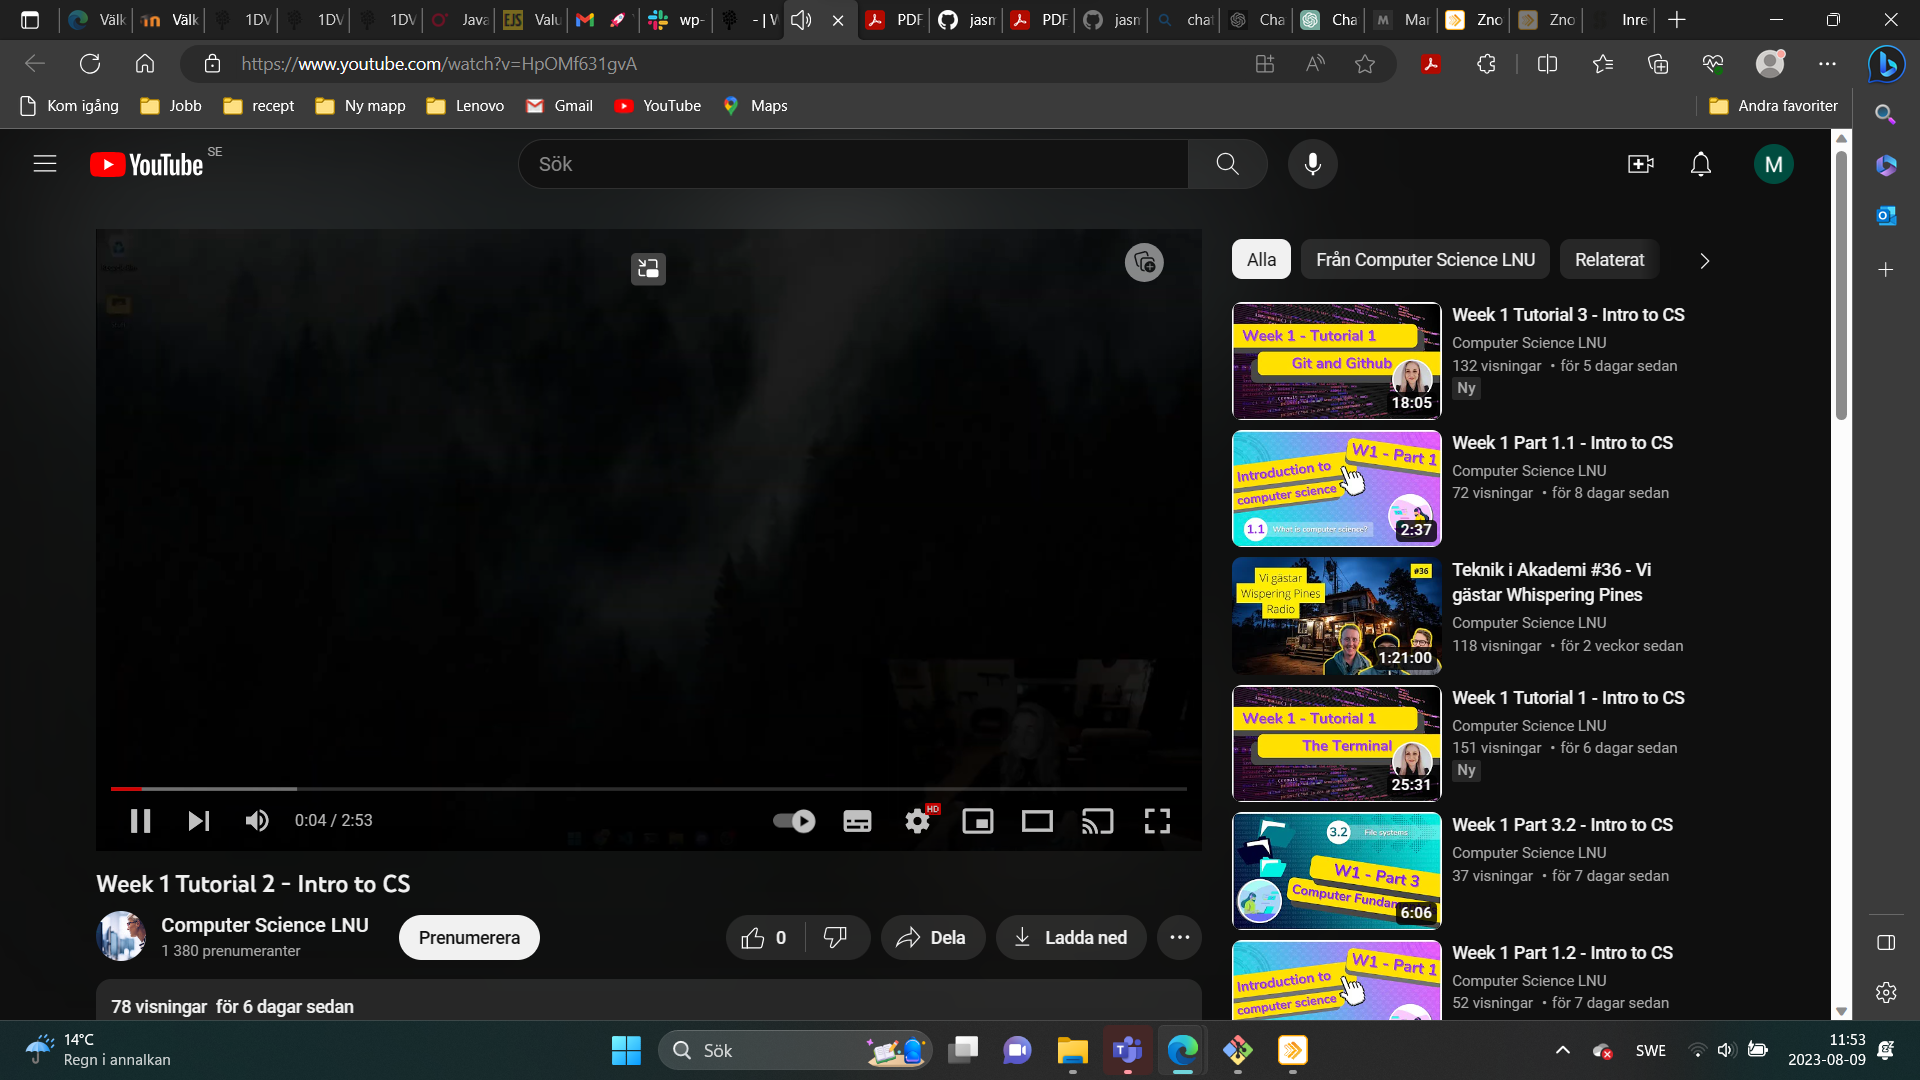 Välk
Välk
1DV
1DV
1DV
Java
Valu
wp-
- | W
PDF
jasm
PDF
jasm
chat
Cha
Cha
Mar
Zno
Zno
Inre
https://www.youtube.com/watch?v=HpOMf631gvA
Kom igång
Jobb
recept
Ny mapp
Lenovo
Gmail
YouTube
Maps
Andra favoriter
YouTube SE
Sök
M
Alla
Från Computer Science LNU
Relaterat
Week 1 - Tutorial 1
Git and Github
18:05
Week 1 Tutorial 3 - Intro to CS
Computer Science LNU
132 visningar • för 5 dagar sedan
Ny
W1 - Part 1
Introduction to
computer science
1.1 What is computer science?
2:37
Week 1 Part 1.1 - Intro to CS
Computer Science LNU
72 visningar • för 8 dagar sedan
#36
Vi gästar
Wispering Pines
Radio
1:21:00
Teknik i Akademi #36 - Vi
gästar Whispering Pines
Computer Science LNU
118 visningar • för 2 veckor sedan
Week 1 - Tutorial 1
The Terminal
25:31
Week 1 Tutorial 1 - Intro to CS
Computer Science LNU
151 visningar • för 6 dagar sedan
Ny
3.2 File systems
W1 - Part 3
Computer Fundam
6:06
Week 1 Part 3.2 - Intro to CS
Computer Science LNU
37 visningar • för 7 dagar sedan
W1 - Part 1
Introduction to
computer science
Week 1 Part 1.2 - Intro to CS
Computer Science LNU
52 visningar • för 7 dagar sedan
0:04 / 2:53
HD
Week 1 Tutorial 2 - Intro to CS
Computer Science LNU
1 380 prenumeranter
Prenumerera
0
Dela
Ladda ned
78 visningar för 6 dagar sedan
14°C
Regn i annalkan
Sök
SWE
11:53
2023-08-09